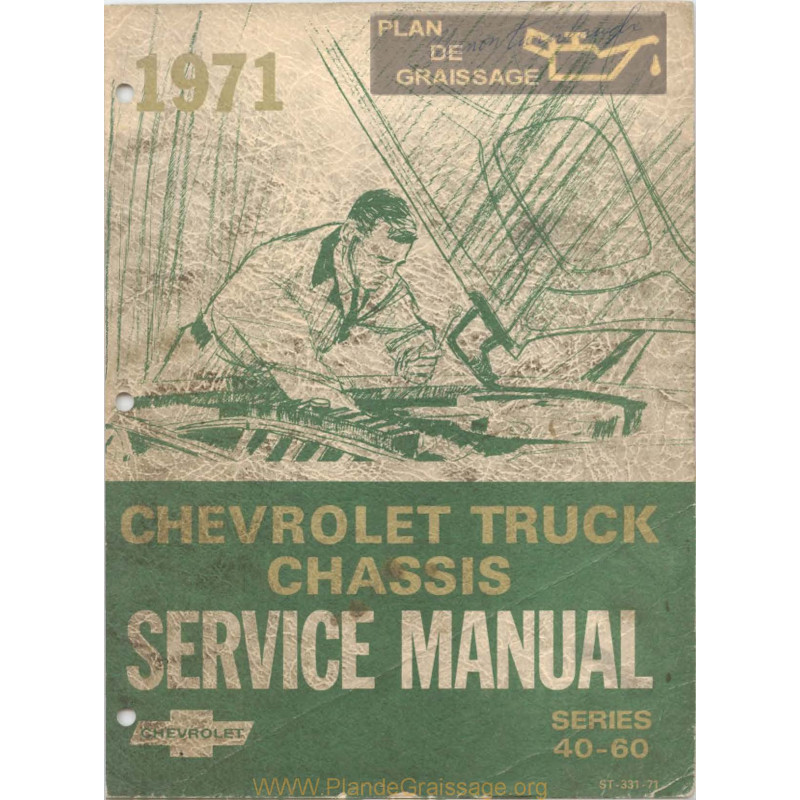 1971
PLAN
DE
GRAISSAGE
CHEVROLET TRUCK
CHASSIS
SERVICE MANUAL
CHEVROLET
SERIES
40-60
ST-331-71
WWW.PlandeGraissage.org